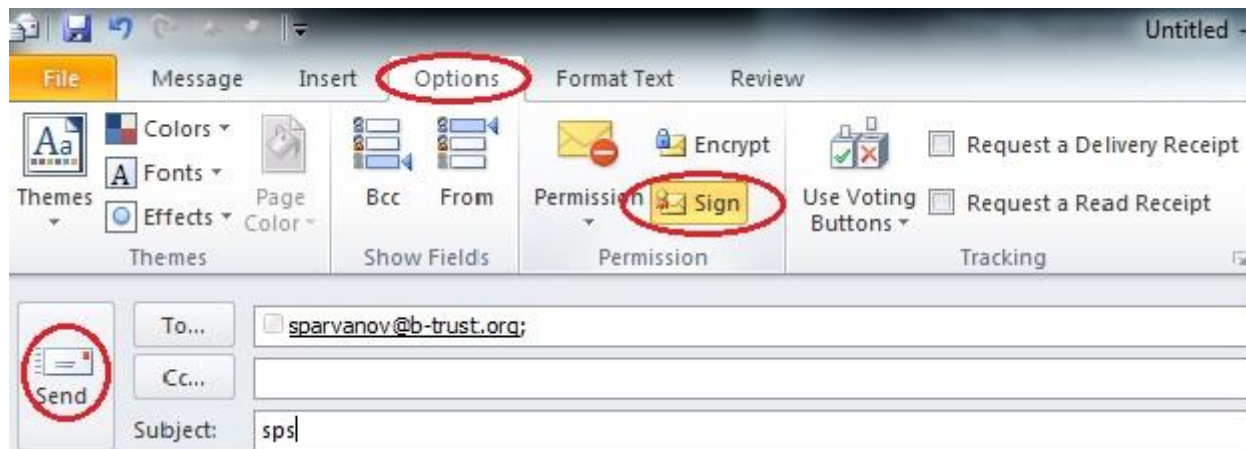 Untitled -
File Message Insert Options Format Text Review
Aa Colors Encrypt Request a Delivery Receipt
A Fonts
Themes Page Bcc From Permission Sign Use Voting Request a Read Receipt
Effects Color Buttons
Themes Show Fields Permission Tracking
To... sparvanov@b-trust.org;
Cc...
Send
Subject: sps